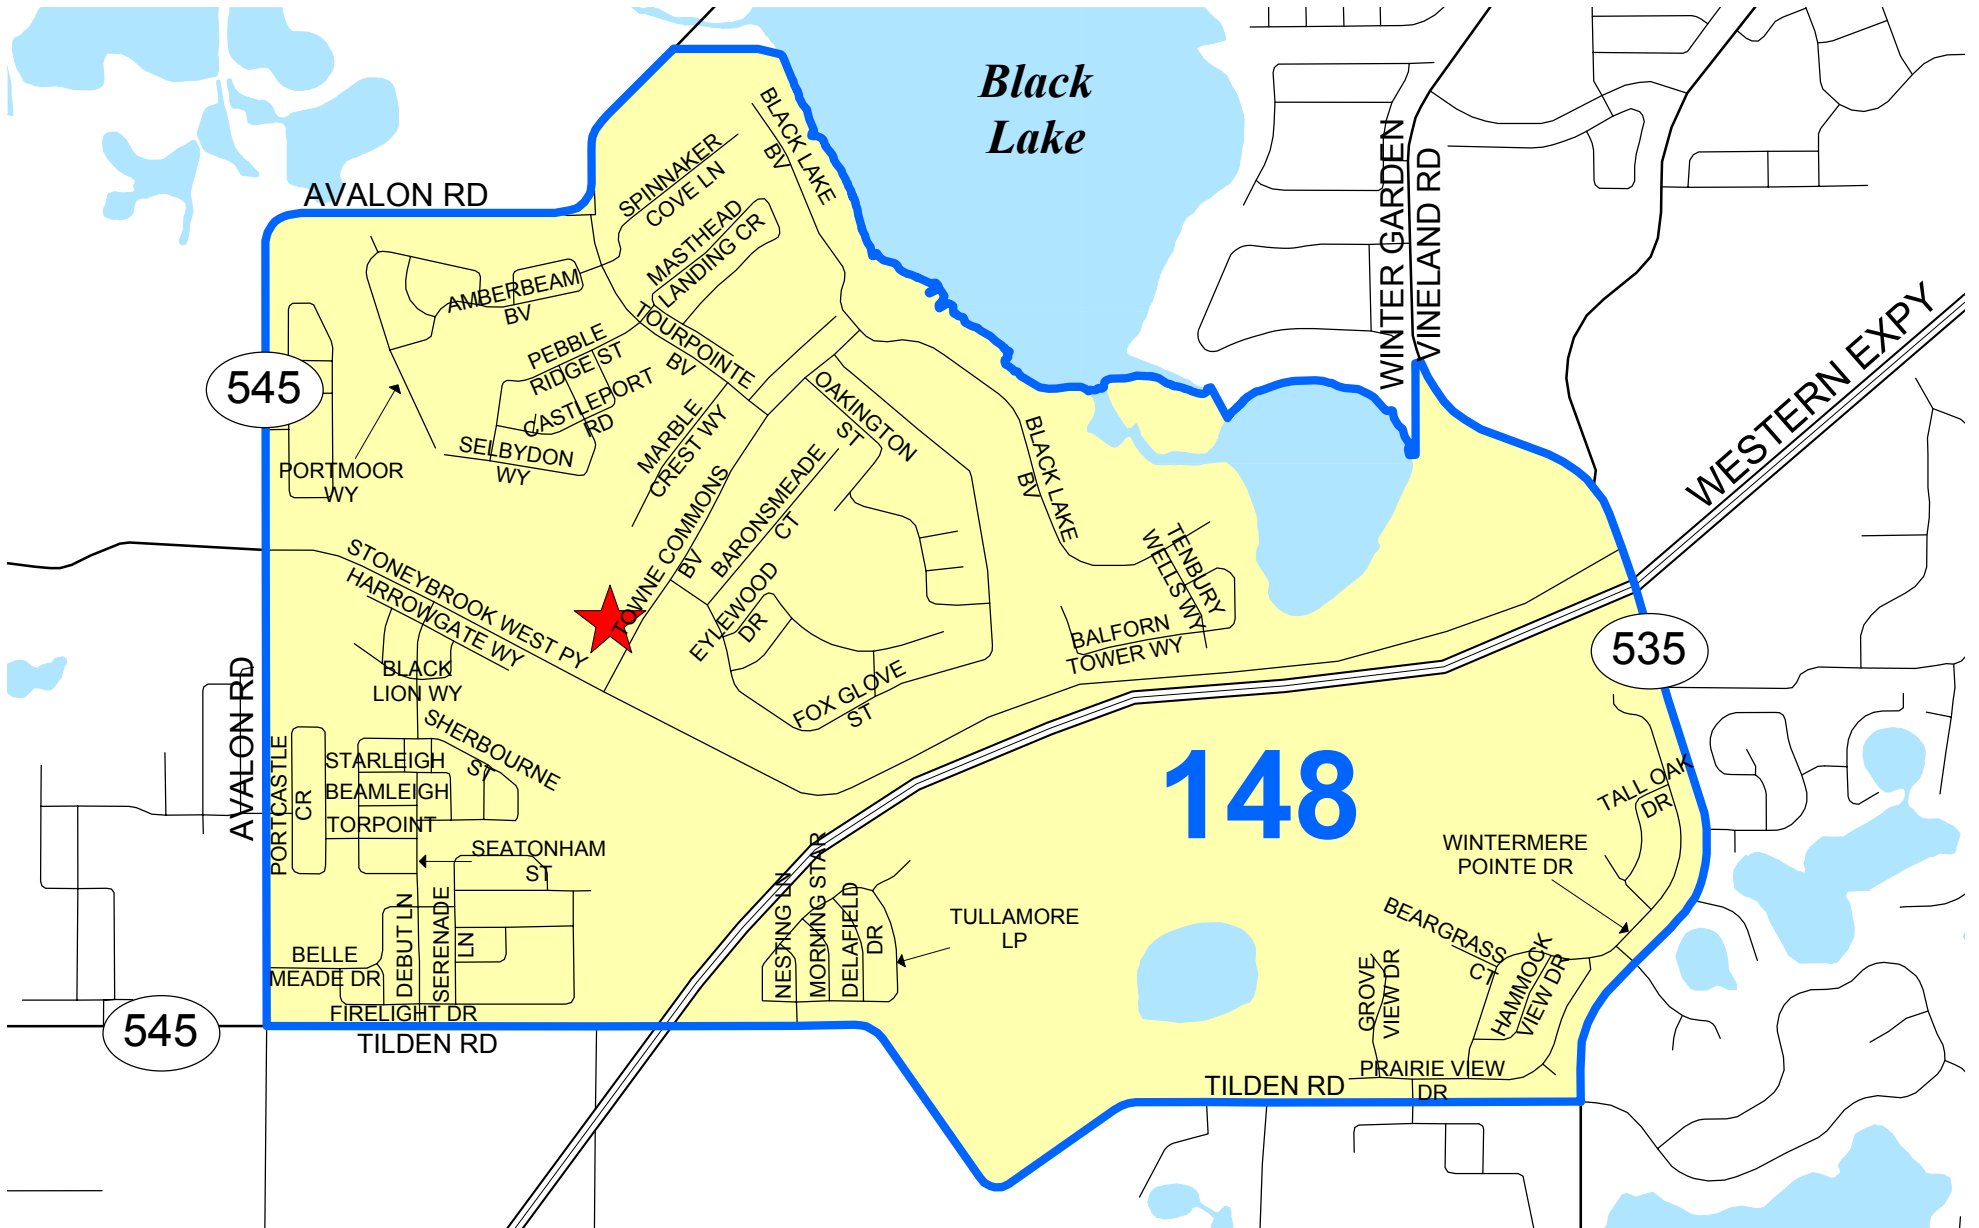 Black
Lake
AVALON RD
SPINNAKER
COVE LN
BLACK LAKE
BV
MASTHEAD
LANDING CR
AMBERBEAM
BV
WINTER GARDEN
VINELAND RD
WESTERN EXPY
545
PORTMOOR
WY
PEBBLE
RIDGE ST
CASTLEPORT
RD
SELBYDON
WY
TOURPOINTE
BV
MARBLE
CREST WY
OAKINGTON
ST
BARONSMEADE
CT
TOWNE COMMONS
BV
BLACK LAKE
BV
STONEYBROOK WEST PY
HARROWGATE WY
EYLEWOOD
DR
TENBURY
WELLS WY
BALFORN
TOWER WY
535
BLACK
LION WY
FOX GLOVE
ST
AVALON RD
PORTCASTLE
CR
SHERBOURNE
ST
STARLEIGH
BEAMLEIGH
TORPOINT
SEATONHAM
ST
148
TALL OAK
DR
WINTERMERE
POINTE DR
DEBUT LN
SERENADE
LN
BELLE
MEADE DR
FIRELIGHT DR
NESTING LN
MORNING STAR
DELAFIELD
DR
TULLAMORE
LP
BEARGRASS
CT
GROVE
VIEW DR
HAMMOCK
VIEW DR
545
TILDEN RD
TILDEN RD
PRAIRIE VIEW
DR